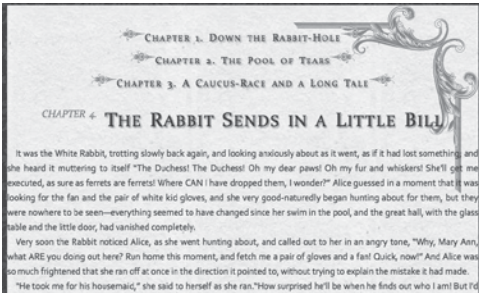 CHAPTER 1. DOWN THE RABBIT-HOLE
CHAPTER 2. THE POOL OF TEARS
CHAPTER 3. A CAUCUS-RACE AND A LONG TALE
CHAPTER 4 THE RABBIT SENDS IN A LITTLE BILL
It was the White Rabbit, trotting slowly back again, and looking anxiously about as it went, as if it had lost something; and
she heard it muttering to itself "The Duchess! The Duchess! Oh my dear paws! Oh my fur and whiskers! She'll get me
executed, as sure as ferrets are ferrets! Where CAN I have dropped them, I wonder?" Alice guessed in a moment that it was
looking for the fan and the pair of white kid gloves, and she very good-naturedly began hunting about for them, but they
were nowhere to be seen—everything seemed to have changed since her swim in the pool, and the great hall, with the glass
table and the little door, had vanished completely.
Very soon the Rabbit noticed Alice, as she went hunting about, and called out to her in an angry tone, "Why, Mary Ann,
what ARE you doing out here? Run home this moment, and fetch me a pair of gloves and a fan! Quick, now!" And Alice was
so much frightened that she ran off at once in the direction it pointed to, without trying to explain the mistake it had made.
"He took me for his housemaid," she said to herself as she ran."How surprised he'll be when he finds out who I am! But I'd